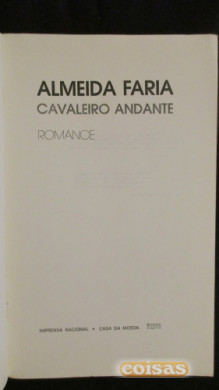 ALMEIDA FARIA
CAVALEIRO ANDANTE
ROMANCE
IMPRENSA NACIONAL • CASA DA MOEDA
coisas